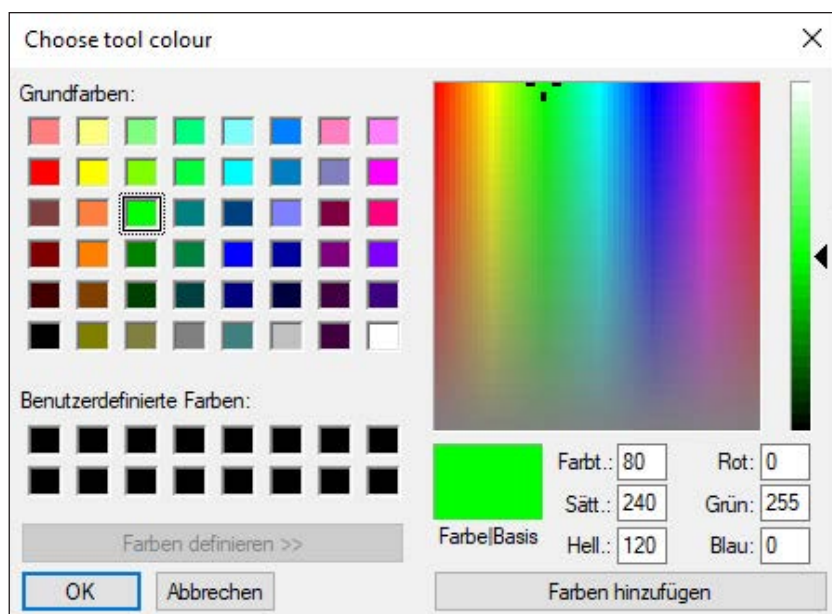 Choose tool colour
Grundfarben:
Benutzerdefinierte Farben:
Farben definieren >>
OK Abbrechen
Farbe|Basis
Farbt.: 80 Rot: 0
Sätt.: 240 Grün: 255
Hell.: 120 Blau: 0
Farben hinzufügen